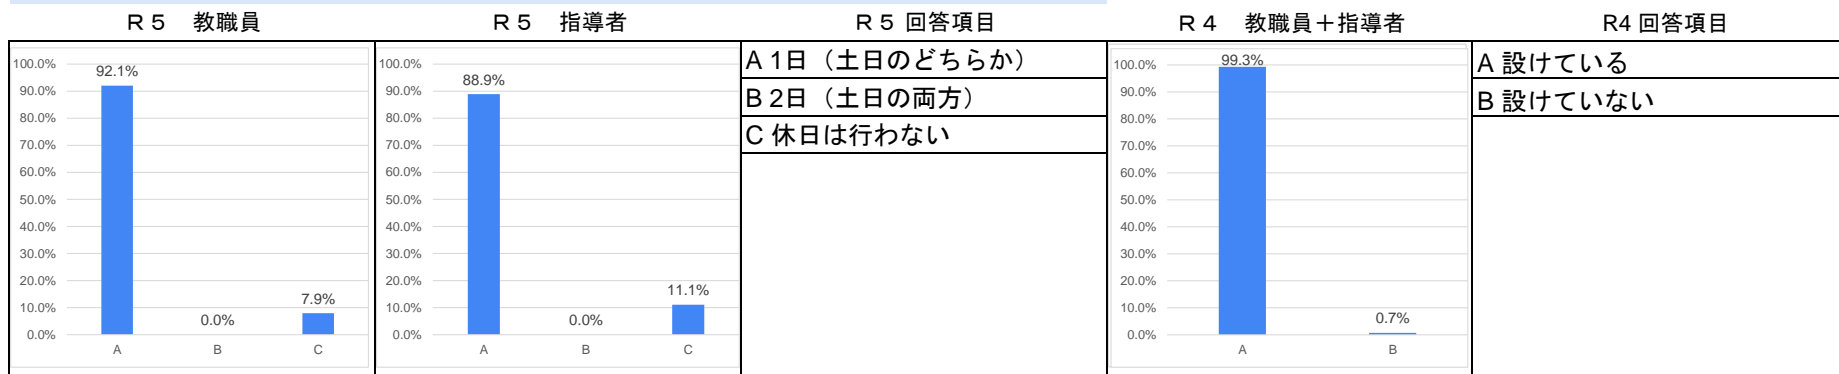 Ｒ５　教職員
Ｒ５　指導者
Ｒ５ 回答項目
Ｒ４　教職員＋指導者
R4 回答項目
100.0%
90.0%
80.0%
70.0%
60.0%
50.0%
40.0%
30.0%
20.0%
10.0%
0.0%
92.1%
0.0%
7.9%
A
B
C
100.0%
90.0%
80.0%
70.0%
60.0%
50.0%
40.0%
30.0%
20.0%
10.0%
0.0%
88.9%
0.0%
11.1%
A
B
C
A 1日（土日のどちらか）
B 2日（土日の両方）
C 休日は行わない
100.0%
90.0%
80.0%
70.0%
60.0%
50.0%
40.0%
30.0%
20.0%
10.0%
0.0%
99.3%
0.7%
A
B
A 設けている
B 設けていない